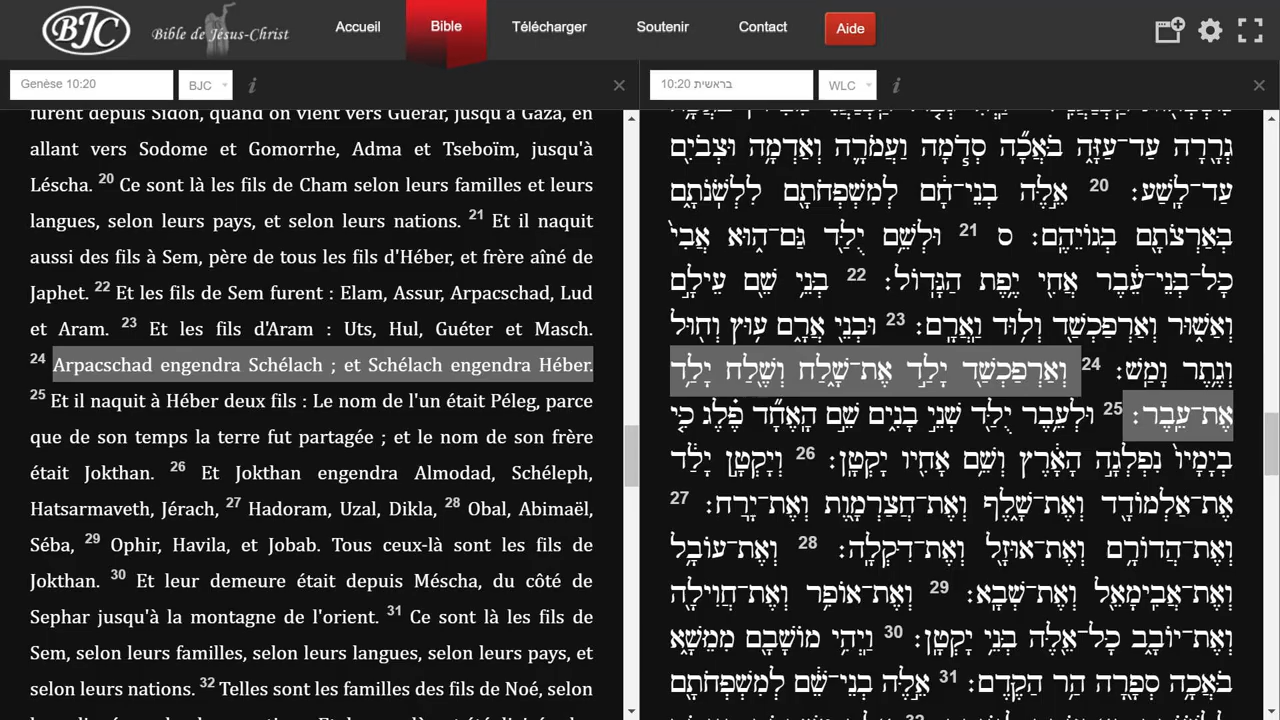 BJC
Bible de Jésus-Christ
Accueil
Bible
Télécharger
Soutenir
Contact
Aide
Genèse 10:20
BJC
i
בראשית 10:20
WLC
i
furent depuis Sidon, quand on vient vers Guérar, jusqu'à Gaza, en
allant vers Sodome et Gomorrhe, Adma et Tseboïm, jusqu'à
Léscha. 20 Ce sont là les fils de Cham selon leurs familles et leurs
langues, selon leurs pays, et selon leurs nations. 21 Et il naquit
aussi des fils à Sem, père de tous les fils d'Héber, et frère aîné de
Japhet. 22 Et les fils de Sem furent : Elam, Assur, Arpacschad, Lud
et Aram. 23 Et les fils d'Aram : Uts, Hul, Guéter et Masch.
24 Arpacschad engendra Schélach ; et Schélach engendra Héber.
25 Et il naquit à Héber deux fils : Le nom de l'un était Péleg, parce
que de son temps la terre fut partagée ; et le nom de son frère
était Jokthan. 26 Et Jokthan engendra Almodad, Schéleph,
Hatsarmaveth, Jérach, 27 Hadoram, Uzal, Dikla, 28 Obal, Abimaël,
Séba, 29 Ophir, Havila, et Jobab. Tous ceux-là sont les fils de
Jokthan. 30 Et leur demeure était depuis Méscha, du côté de
Sephar jusqu'à la montagne de l'orient. 31 Ce sont là les fils de
Sem, selon leurs familles, selon leurs langues, selon leurs pays, et
selon leurs nations. 32 Telles sont les familles des fils de Noé, selon
גְּרָ֖רָה עַד־עַזָּ֑ה בֹּאֲכָ֞ה סְדֹ֧מָה וַעֲמֹרָ֛ה וְאַדְמָ֥ה וּצְבֹיִ֖ם
עַד־לָֽשַׁע׃ 20 אֵ֣לֶּה בְנֵי־חָ֔ם לְמִשְׁפְּחֹתָ֖ם לִלְשֹֽׁנֹתָ֑ם
בְּאַרְצֹתָ֖ם בְּגוֹיֵהֶֽם׃ ס 21 וּלְשֵׁ֥ם יֻלַּ֖ד גַּם־ה֑וּא אֲבִי֙
כָּל־בְּנֵי־עֵ֔בֶר אֲחִ֖י יֶ֥פֶת הַגָּדֽוֹל׃ 22 בְּנֵ֥י שֵׁ֖ם עֵילָ֣ם
וְאַשּׁ֑וּר וְאַרְפַּכְשַׁ֖ד וְל֥וּד וַֽאֲרָֽם׃ 23 וּבְנֵ֖י אֲרָ֑ם ע֥וּץ וְח֖וּל
וְגֶ֥תֶר וָמַֽשׁ׃ 24 וְאַרְפַּכְשַׁ֖ד יָלַ֣ד אֶת־שָׁ֑לַח וְשֶׁ֖לַח יָלַ֥ד
אֶת־עֵֽבֶר׃ 25 וּלְעֵ֥בֶר יֻלַּ֖ד שְׁנֵ֣י בָנִ֑ים שֵׁ֣ם הָֽאֶחָ֞ד פֶּ֗לֶג כִּ֤י
בְיָמָיו֙ נִפְלְגָ֣ה הָאָ֔רֶץ וְשֵׁ֥ם אָחִ֖יו יָקְטָֽן׃ 26 וְיָקְטָ֣ן יָלַ֔ד
אֶת־אַלְמוֹדָ֖ד וְאֶת־שָׁ֑לֶף וְאֶת־חֲצַרְמָ֖וֶת וְאֶת־יָֽרַח׃ 27
וְאֶת־הֲדוֹרָ֥ם וְאֶת־אוּזָ֖ל וְאֶת־דִּקְלָֽה׃ 28 וְאֶת־עוֹבָ֥ל
וְאֶת־אֲבִֽימָאֵ֖ל וְאֶת־שְׁבָֽא׃ 29 וְאֶת־אוֹפִ֥ר וְאֶת־חֲוִילָ֖ה
וְאֶת־יוֹבָ֑ב כָּל־אֵ֖לֶּה בְּנֵ֥י יָקְטָֽן׃ 30 וַֽיְהִ֥י מוֹשָׁבָ֖ם מִמֵּשָׁ֑א
בֹּאֲכָ֥ה סְפָ֖רָה הַ֥ר הַקֶּֽדֶם׃ 31 אֵ֣לֶּה בְנֵי־שֵׁ֔ם לְמִשְׁפְּחֹתָ֖ם